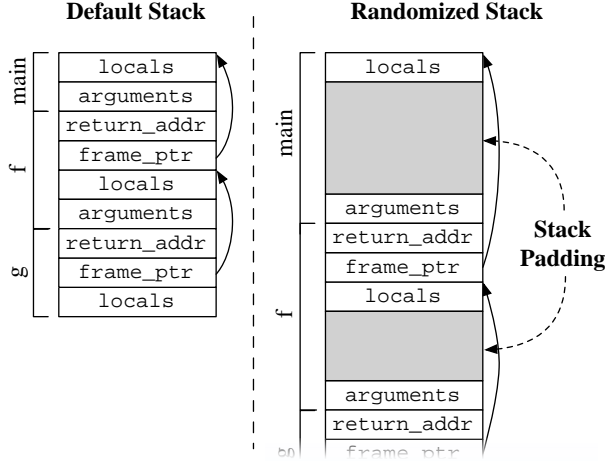 Default Stack
main
locals
arguments
f
return_addr
frame_ptr
locals
arguments
g
return_addr
frame_ptr
locals
Randomized Stack
main
locals
arguments
f
return_addr
frame_ptr
locals
arguments
g
return_addr
frame_ptr
Stack
Padding